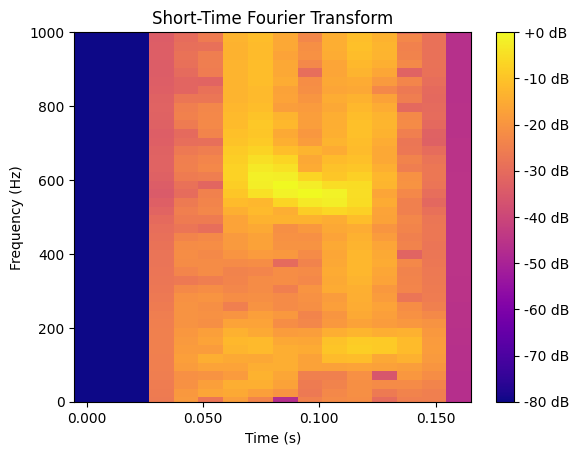 Short-Time Fourier Transform
1000
800
600
400
200
0
Frequency (Hz)
0.000
0.050
0.100
0.150
Time (s)
+0 dB
-10 dB
-20 dB
-30 dB
-40 dB
-50 dB
-60 dB
-70 dB
-80 dB